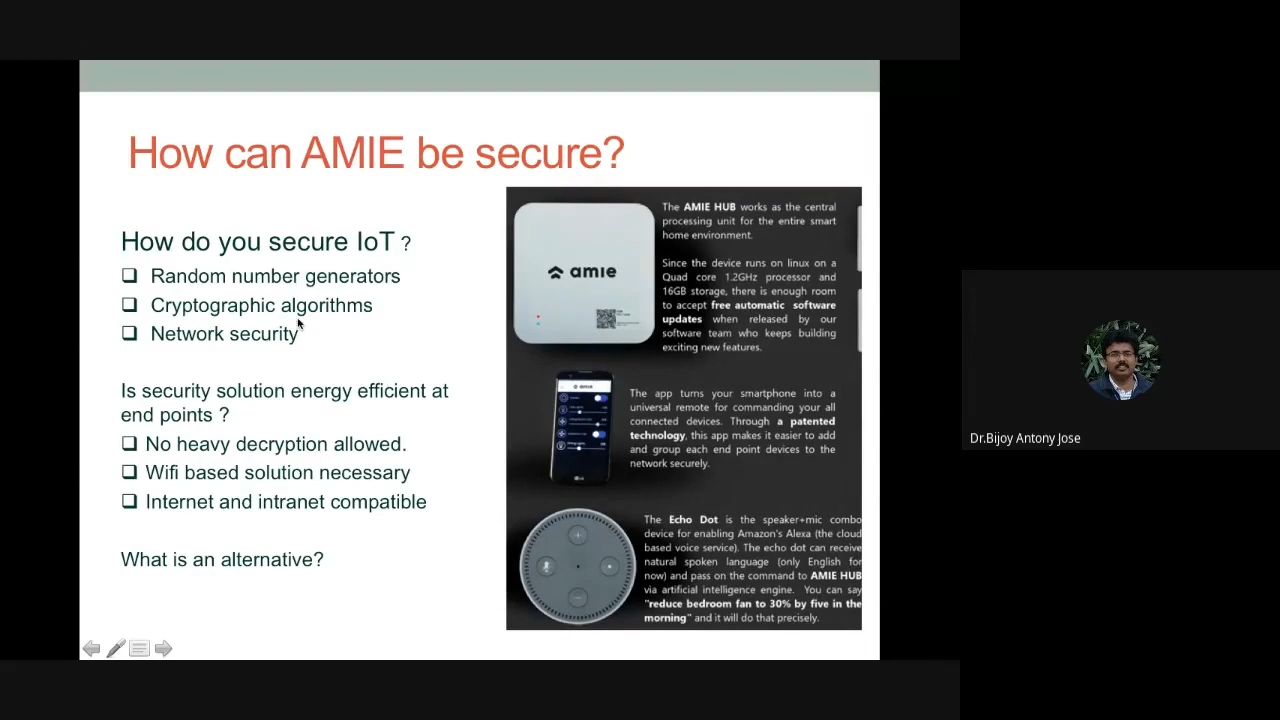 How can AMIE be secure?
How do you secure IoT ?
Random number generators
Cryptographic algorithms
Network security
Is security solution energy efficient at
end points ?
No heavy decryption allowed.
Wifi based solution necessary
Internet and intranet compatible
What is an alternative?
amie
The AMIE HUB works as the central
processing unit for the entire smart
home environment.
Since the device runs on linux on a
Quad core 1.2GHz processor and
16GB storage, there is enough room
to accept free automatic software
updates when released by our
software team who keeps building
exciting new features.
amie
LG
The app turns your smartphone into a
universal remote for commanding your all
connected devices. Through a patented
technology, this app makes it easier to add
and group each end point devices to the
network securely.
The Echo Dot is the speaker+mic combo
device for enabling Amazon's Alexa (the cloud
based voice service). The echo dot can receive
natural spoken language (only English for
now) and pass on the command to AMIE HUB
via artificial intelligence engine. You can say
"reduce bedroom fan to 30% by five in the
morning" and it will do that precisely.
Dr.Bijoy Antony Jose